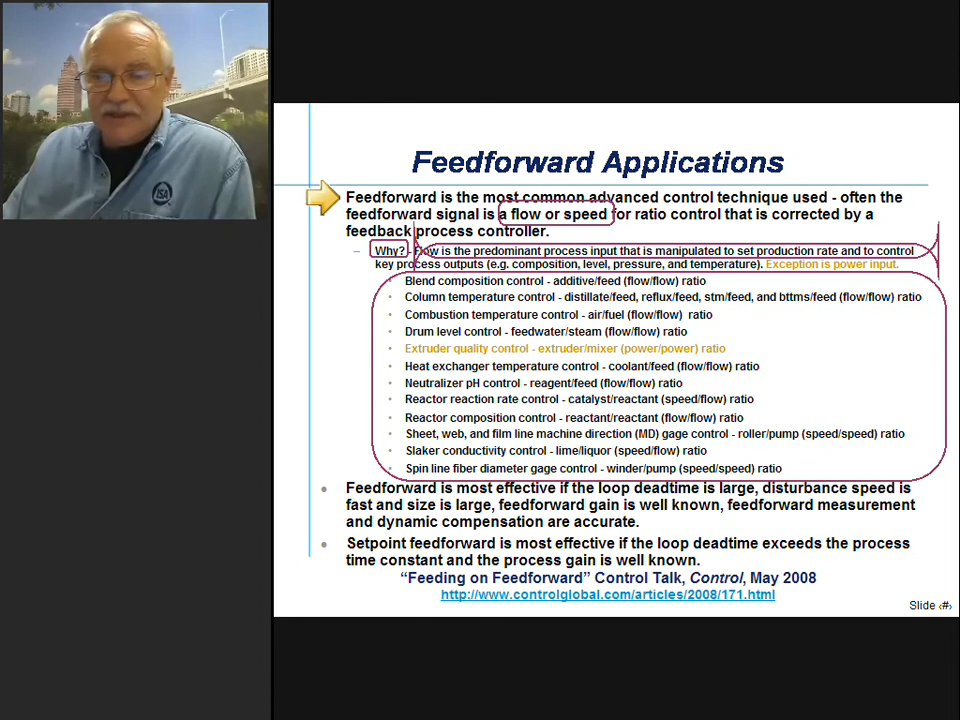 ISA
Feedforward Applications
Feedforward is the most common advanced control technique used - often the
feedforward signal is a flow or speed for ratio control that is corrected by a
feedback process controller.
– Why? - Flow is the predominant process input that is manipulated to set production rate and to control
key process outputs (e.g. composition, level, pressure, and temperature). Exception is power input.
• Blend composition control - additive/feed (flow/flow) ratio
• Column temperature control - distillate/feed, reflux/feed, stm/feed, and bttms/feed (flow/flow) ratio
• Combustion temperature control - air/fuel (flow/flow) ratio
• Drum level control - feedwater/steam (flow/flow) ratio
• Extruder quality control - extruder/mixer (power/power) ratio
• Heat exchanger temperature control - coolant/feed (flow/flow) ratio
• Neutralizer pH control - reagent/feed (flow/flow) ratio
• Reactor reaction rate control - catalyst/reactant (speed/flow) ratio
• Reactor composition control - reactant/reactant (flow/flow) ratio
• Sheet, web, and film line machine direction (MD) gage control - roller/pump (speed/speed) ratio
• Slaker conductivity control - lime/liquor (speed/flow) ratio
• Spin line fiber diameter gage control - winder/pump (speed/speed) ratio
• Feedforward is most effective if the loop deadtime is large, disturbance speed is
fast and size is large, feedforward gain is well known, feedforward measurement
and dynamic compensation are accurate.
• Setpoint feedforward is most effective if the loop deadtime exceeds the process
time constant and the process gain is well known.
“Feeding on Feedforward” Control Talk, Control, May 2008
http://www.controlglobal.com/articles/2008/171.html
Slide ‹#›